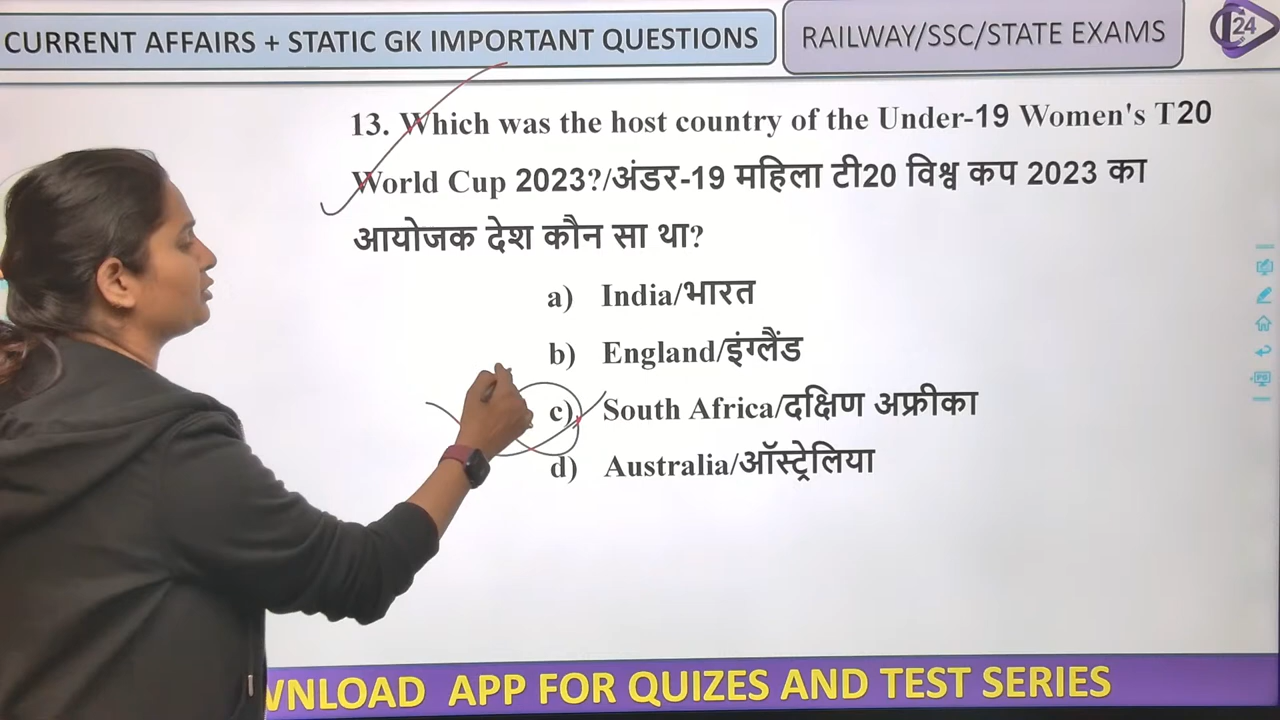 CURRENT AFFAIRS + STATIC GK IMPORTANT QUESTIONS
RAILWAY/SSC/STATE EXAMS
24
13. Which was the host country of the Under-19 Women's T20
World Cup 2023?/अंडर-19 महिला टी20 विश्व कप 2023 का
आयोजक देश कौन सा था?
a) India/भारत
b) England/इंग्लैंड
c) South Africa/दक्षिण अफ्रीका
d) Australia/ऑस्ट्रेलिया
WNLOAD APP FOR QUIZES AND TEST SERIES